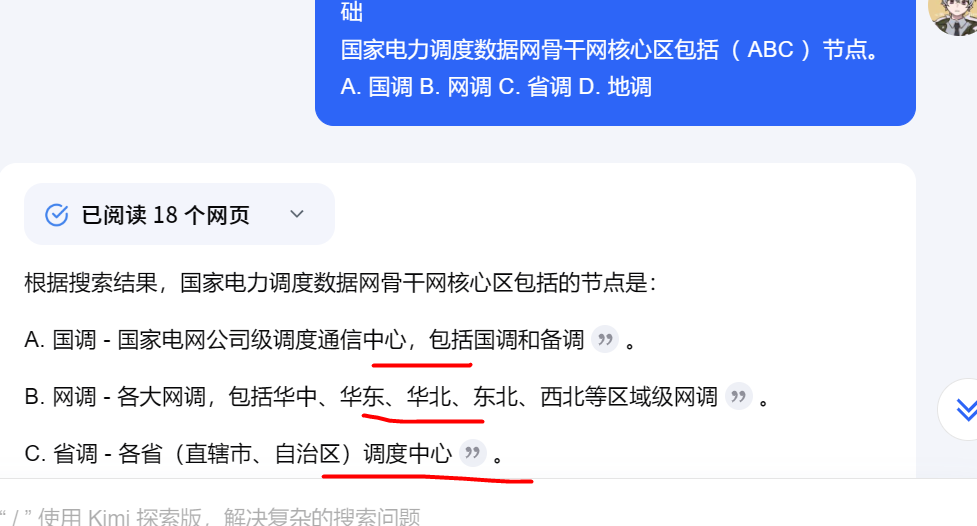 础
国家电力调度数据网骨干网核心区包括（ ABC ）节点。
A. 国调 B. 网调 C. 省调 D. 地调
已阅读 18 个网页
根据搜索结果，国家电力调度数据网骨干网核心区包括的节点是：
A. 国调 - 国家电网公司级调度通信中心，包括国调和备调 ” 。
B. 网调 - 各大网调，包括华中、华东、华北、东北、西北等区域级网调 ” 。
C. 省调 - 各省（直辖市、自治区）调度中心 ” 。
“ / ” 使用 Kimi 探索版，解决复杂的搜索问题